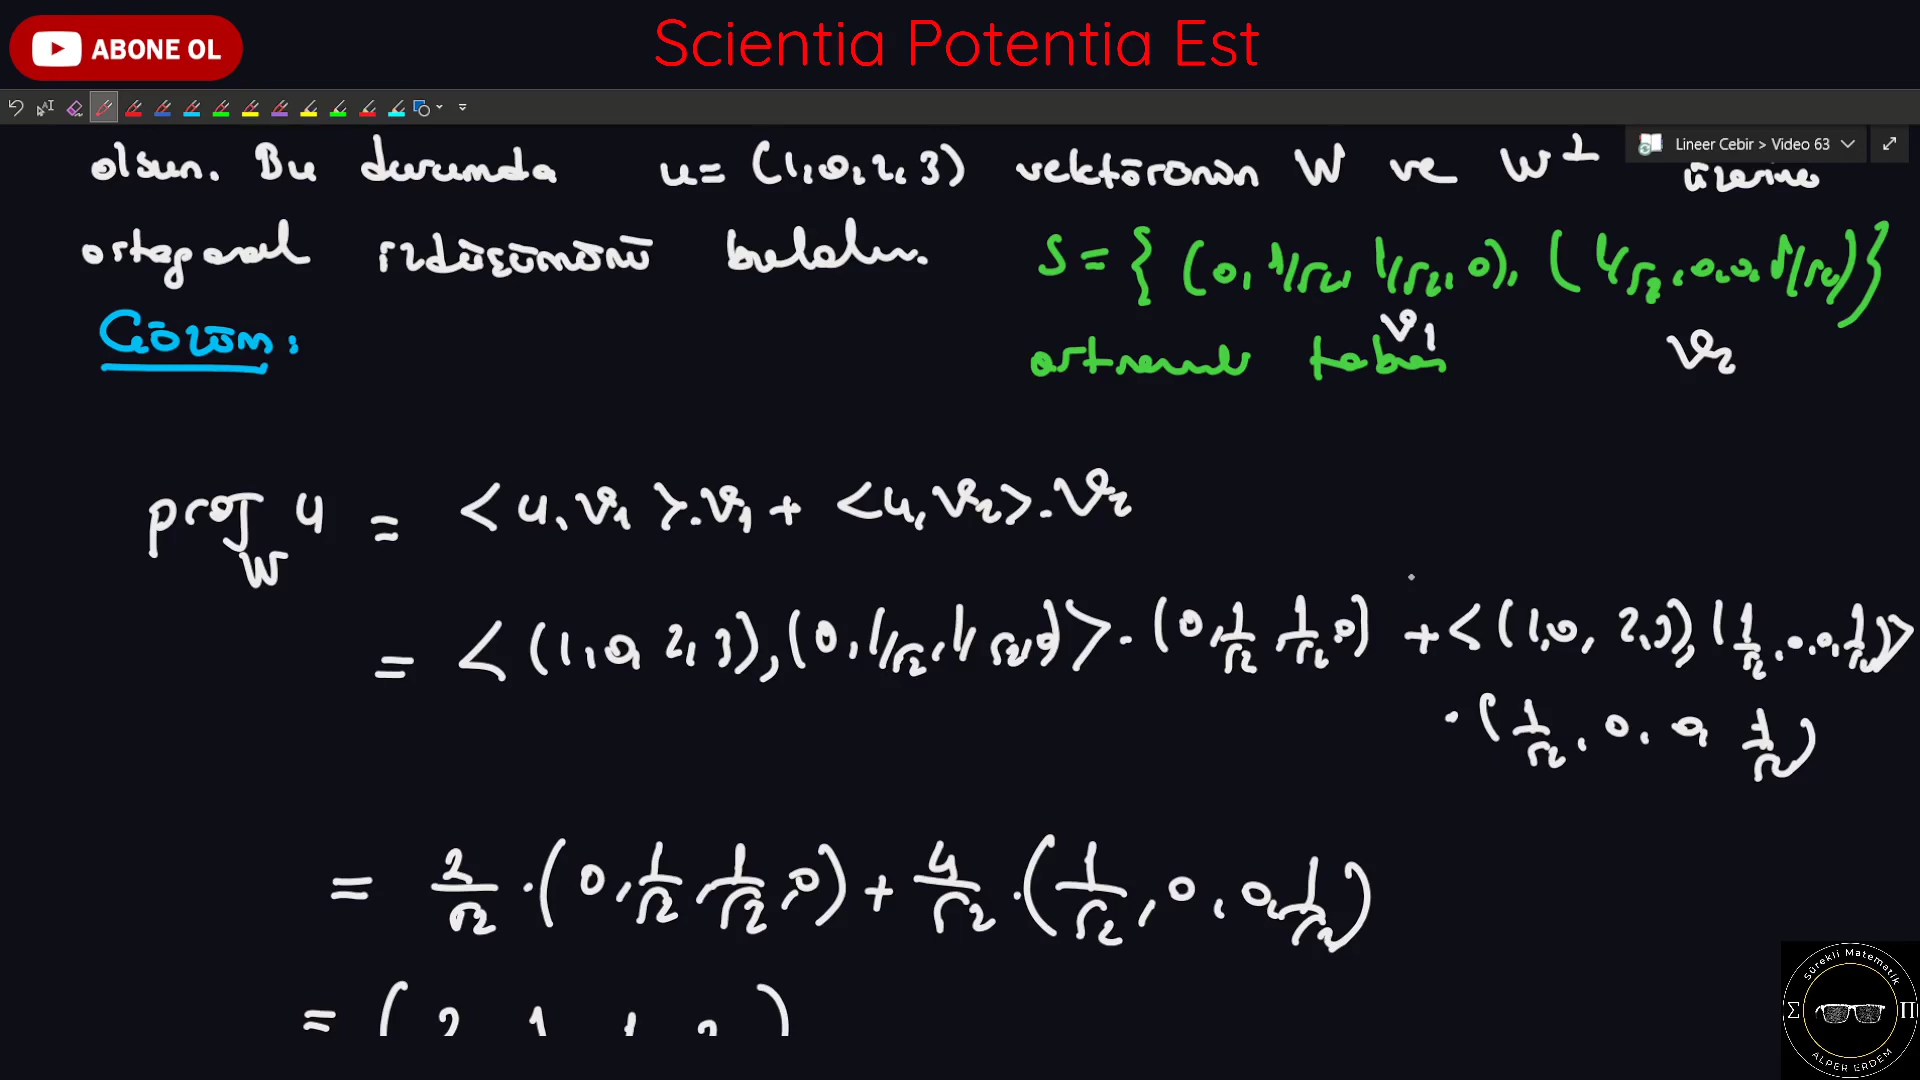 Scientia Potentia Est
ABONE OL
Lineer Cebir > Video 63
olsun. Bu durumda u= (1,0,2,3) vektörünün W ve W⊥ üzerine
ortogonal izdüşümünü bulalım.
S = { (0, 1/√2, 1/√2, 0), (1/√2, 0, 0, 1/√2) }
v1 v2
ortnormal taban
Çözüm:
proj_W u = <u, v1>.v1 + <u, v2>.v2
= <(1,0,2,3),(0,1/√2,1/√2,0)>.(0,1/√2,1/√2,0) + <(1,0,2,3),(1/√2,0,0,1/√2)>
.(1/√2, 0, 0, 1/√2)
= 2/√2 .(0, 1/√2, 1/√2, 0) + 4/√2 .(1/√2, 0, 0, 1/√2)
= (2 1 1 2)
Sürekli Matematik
Σ Π
ALPER ERDEM